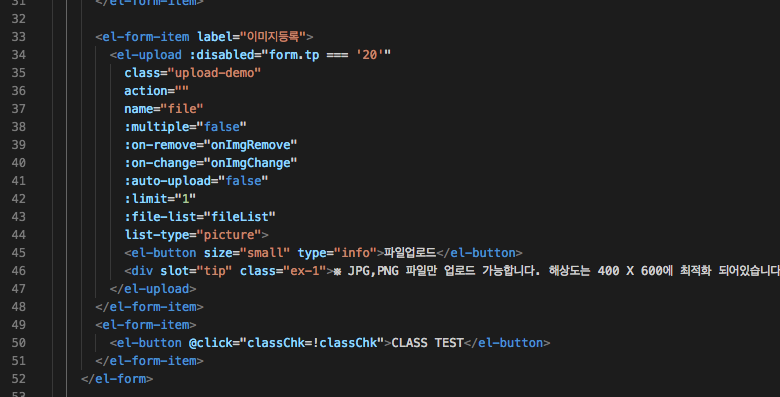 31 </el-form-item>
32
33 <el-form-item label="이미지등록">
34 <el-upload :disabled="form.tp === '20'"
35 class="upload-demo"
36 action=""
37 name="file"
38 :multiple="false"
39 :on-remove="onImgRemove"
40 :on-change="onImgChange"
41 :auto-upload="false"
42 :limit="1"
43 :file-list="fileList"
44 list-type="picture">
45 <el-button size="small" type="info">파일업로드</el-button>
46 <div slot="tip" class="ex-1">※ JPG,PNG 파일만 업로드 가능합니다. 해상도는 400 X 600에 최적화 되어있습니다
47 </el-upload>
48 </el-form-item>
49 <el-form-item>
50 <el-button @click="classChk=!classChk">CLASS TEST</el-button>
51 </el-form-item>
52 </el-form>
53